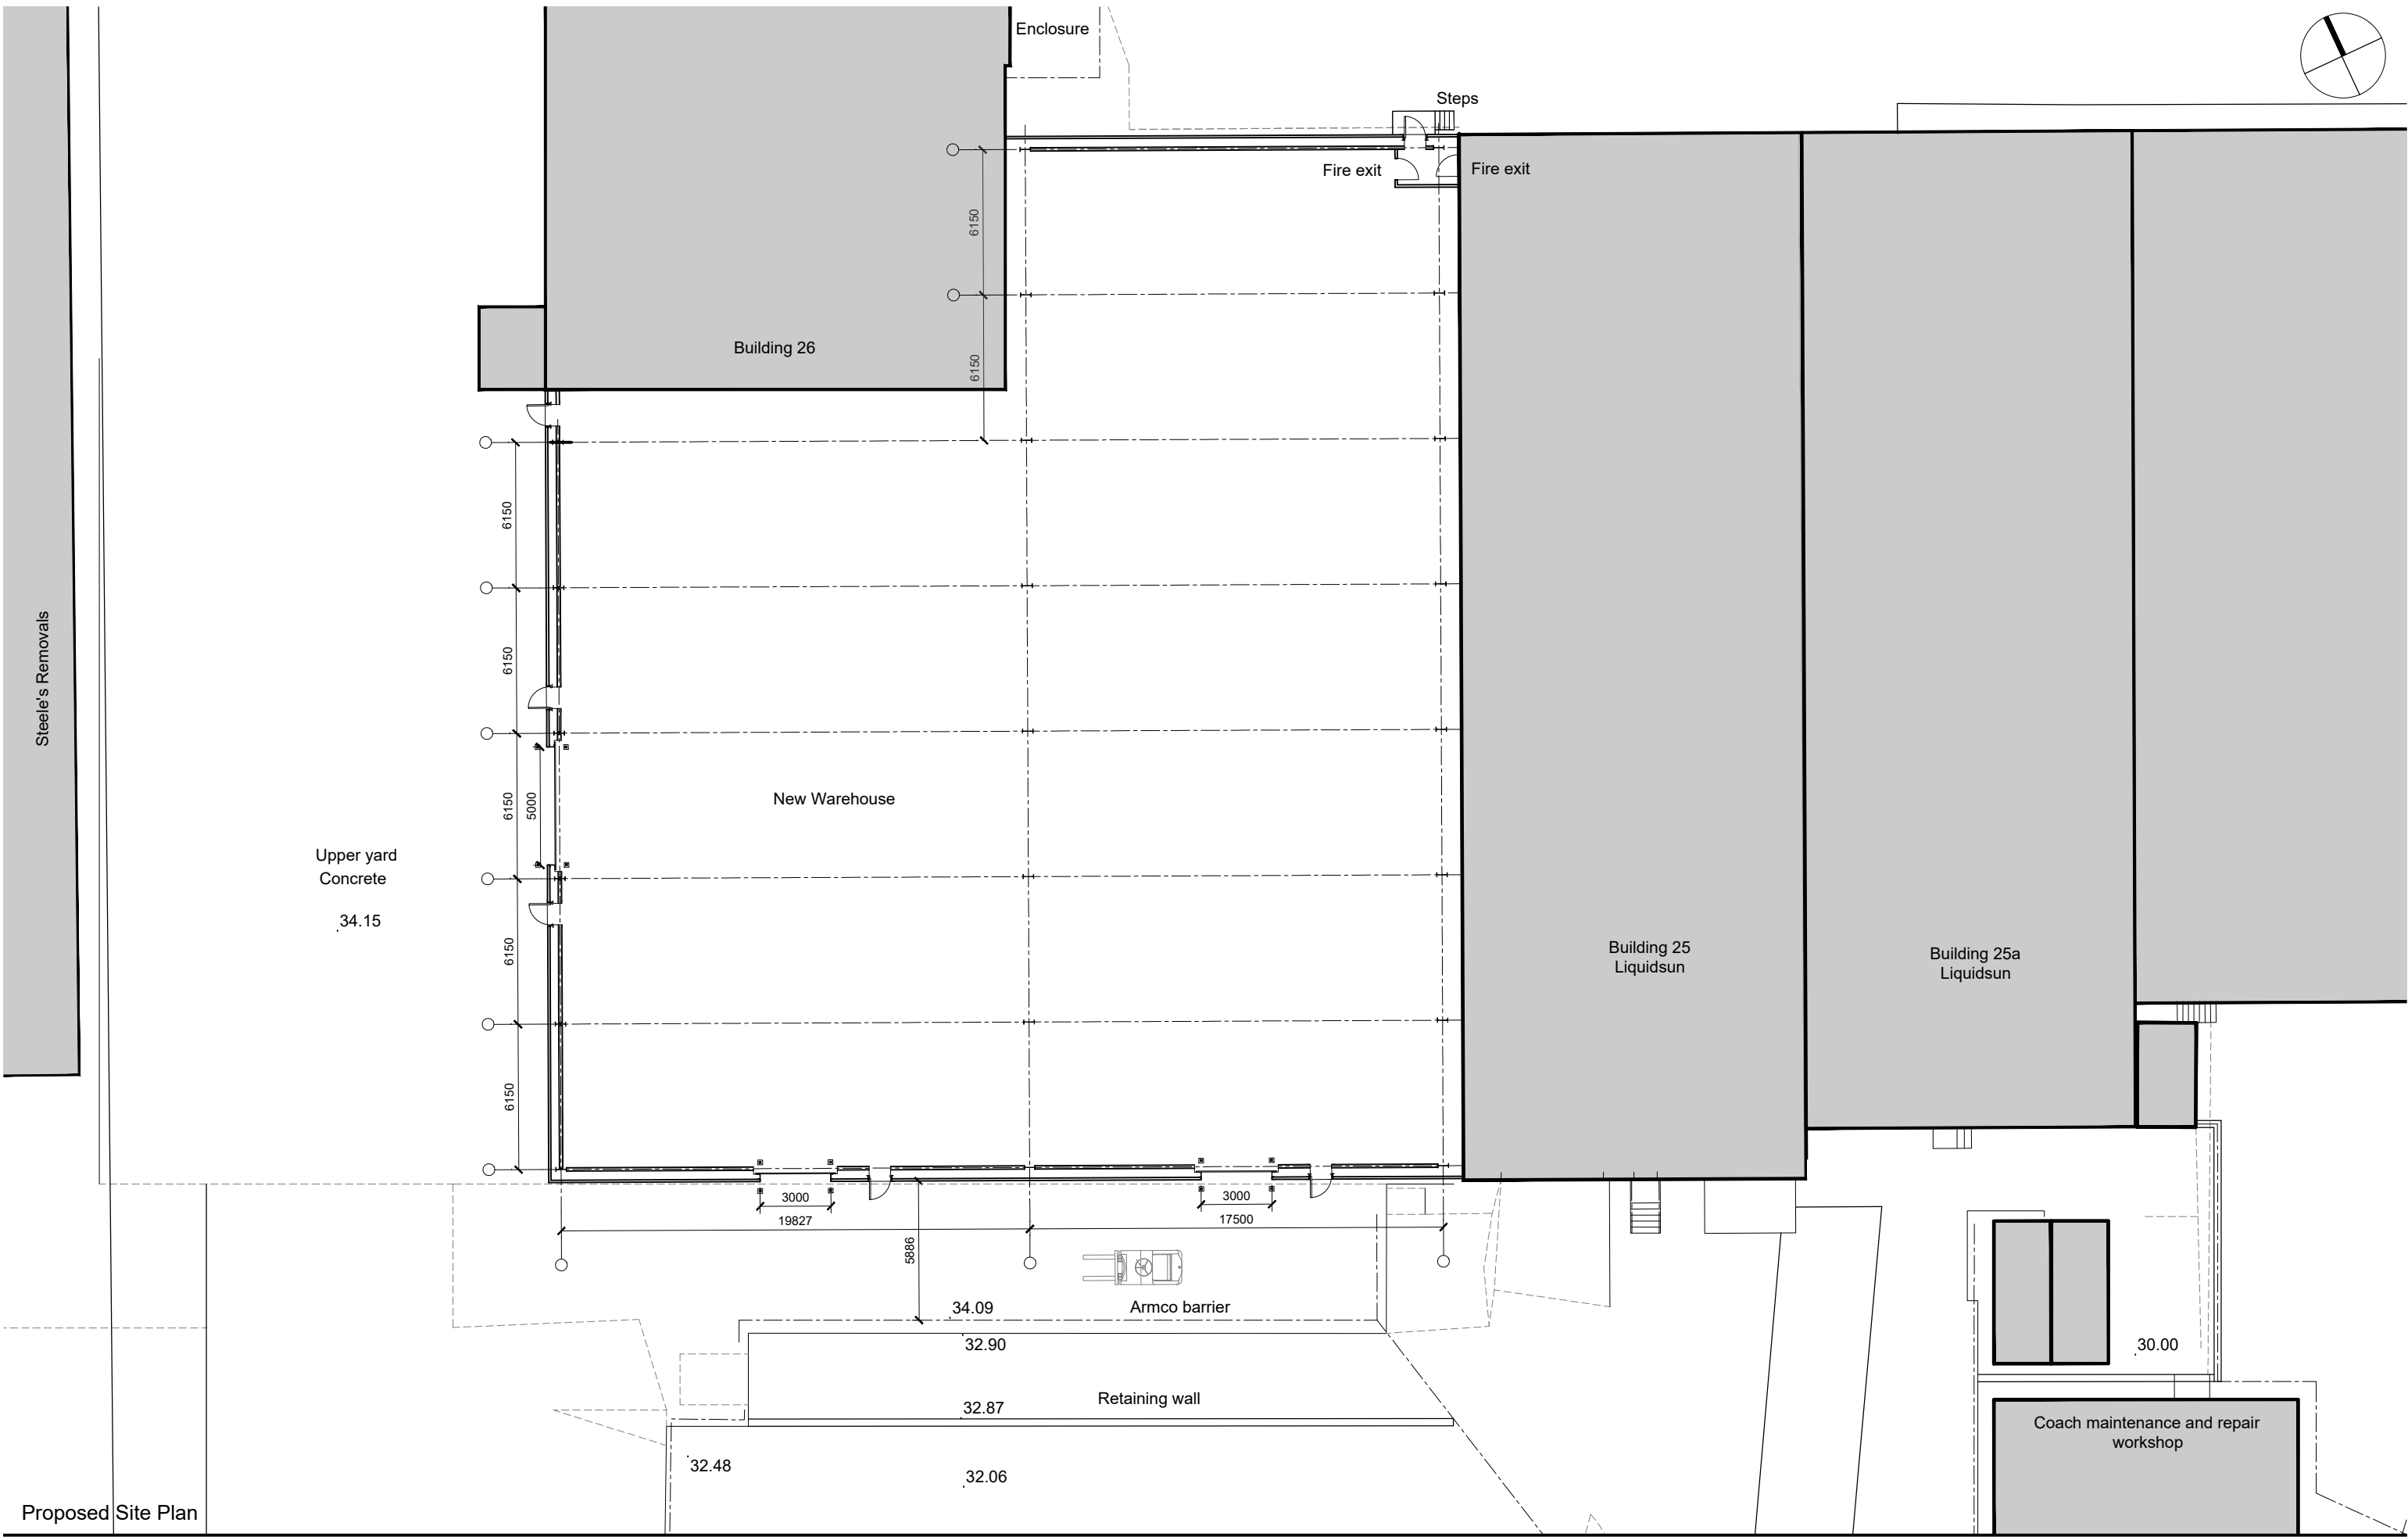 Enclosure
Steps
Fire exit
Fire exit
6150
6150
Building 26
6150
6150
6150
5000
6150
6150
Steele's Removals
New Warehouse
Upper yard
Concrete
34.15
Building 25
Liquidsun
Building 25a
Liquidsun
3000
19827
3000
17500
5886
34.09
Armco barrier
32.90
Retaining wall
32.87
32.48
32.06
30.00
Coach maintenance and repair
workshop
Proposed Site Plan